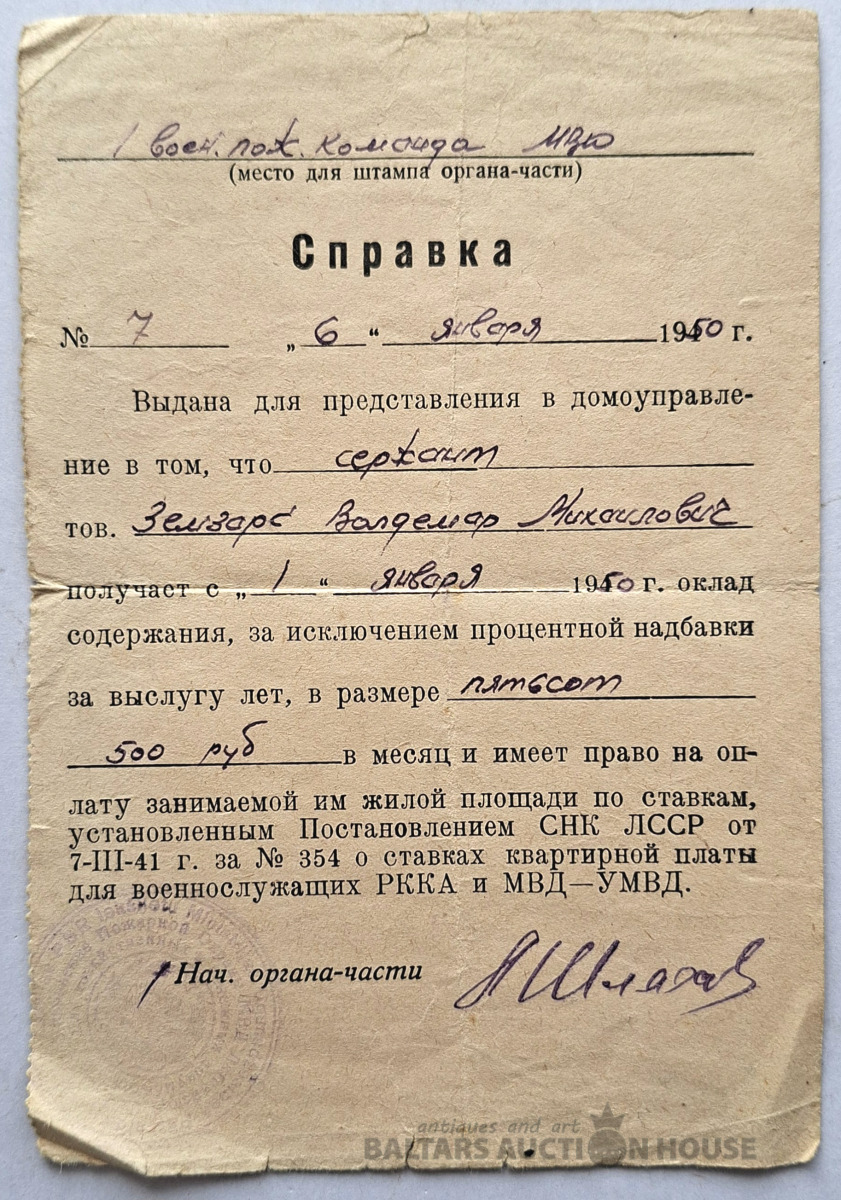 1 воен. пож. команда
(место для штампа органа-части)
Справка
№ 7 „ 6 “ января 1950 г.
Выдана для представления в домоуправле-
ние в том, что сержант
тов. Земзарс Волдемар Михайлович
получает с „ 1 “ января 1950 г. оклад
содержания, за исключением процентной надбавки
за выслугу лет, в размере пятьсот
500 руб в месяц и имеет право на оп-
лату занимаемой им жилой площади по ставкам,
установленным Постановлением СНК ЛССР от
7-III-41 г. за № 354 о ставках квартирной платы
для военнослужащих РККА и МВД—УМВД.
Нач. органа-части
antiques and art
BALTARS AUCTION HOUSE